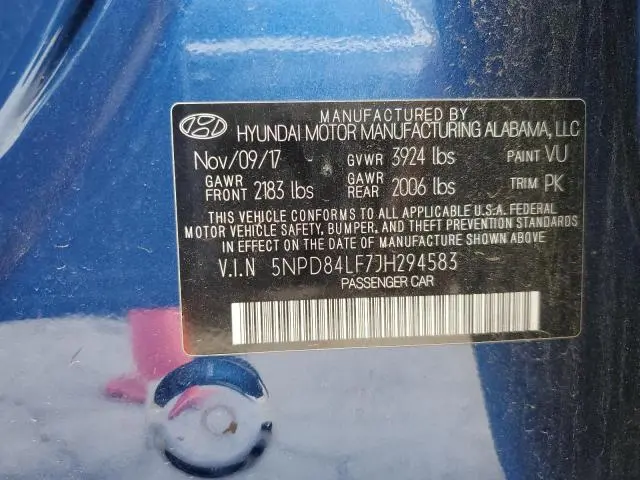 MANUFACTURED BY
HYUNDAI MOTOR MANUFACTURING ALABAMA, LLC
Nov/09/17 GVWR 3924 lbs PAINT VU
GAWR FRONT 2183 lbs GAWR REAR 2006 lbs TRIM PK
THIS VEHICLE CONFORMS TO ALL APPLICABLE U.S.A. FEDERAL
MOTOR VEHICLE SAFETY, BUMPER, AND THEFT PREVENTION STANDARDS
IN EFFECT ON THE DATE OF MANUFACTURE SHOWN ABOVE.
V.I.N 5NPD84LF7JH294583
PASSENGER CAR